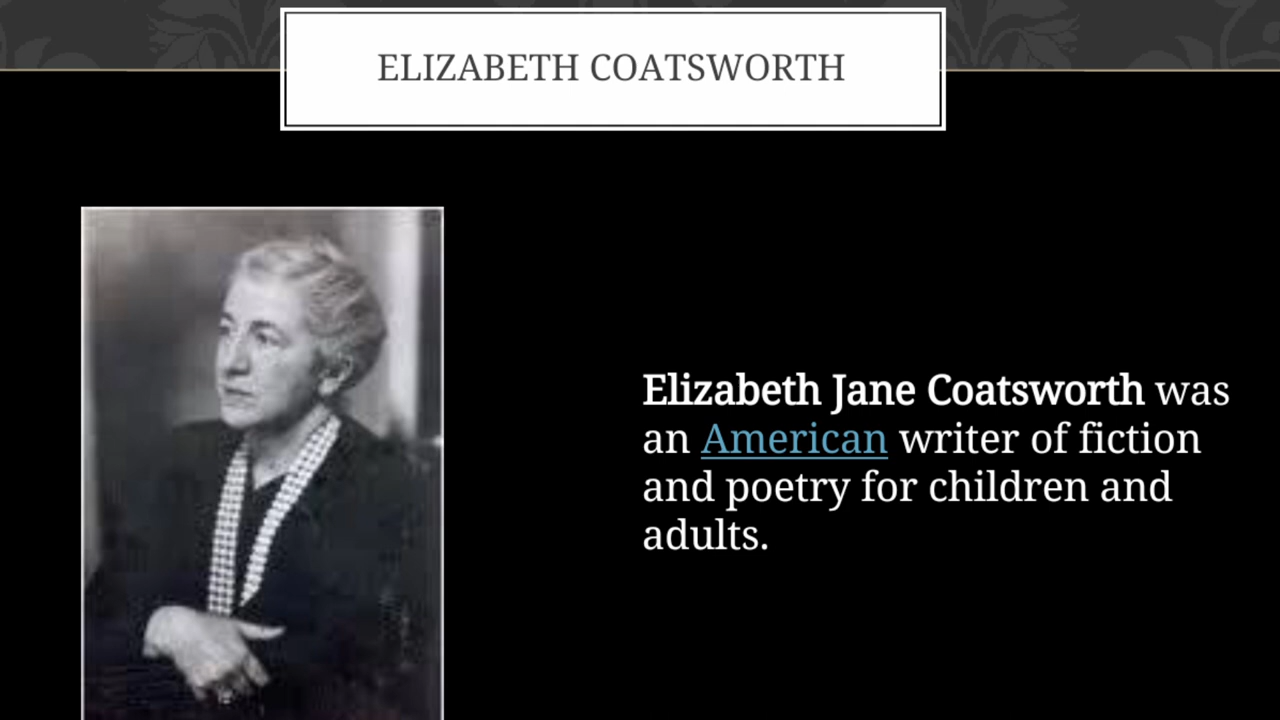 ELIZABETH COATSWORTH
Elizabeth Jane Coatsworth was
an American writer of fiction
and poetry for children and
adults.